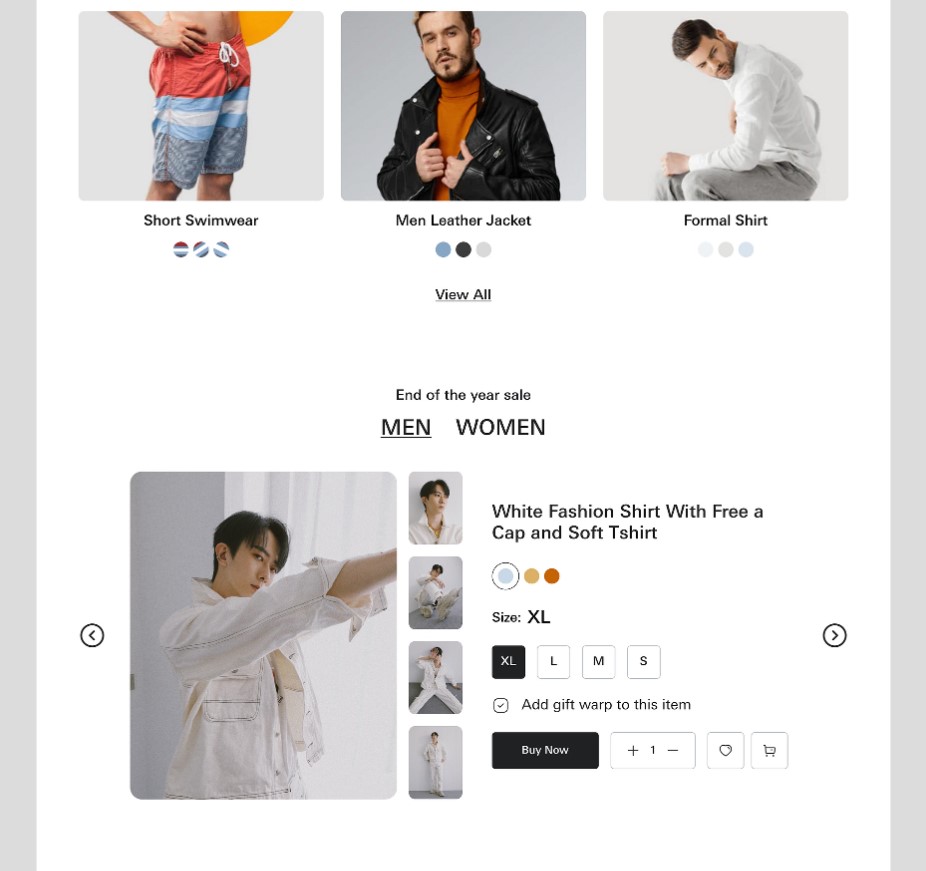 Short Swimwear
Men Leather Jacket
Formal Shirt
View All
End of the year sale
MEN WOMEN
White Fashion Shirt With Free a
Cap and Soft Tshirt
Size: XL
XL L M S
Add gift warp to this item
Buy Now + 1 −